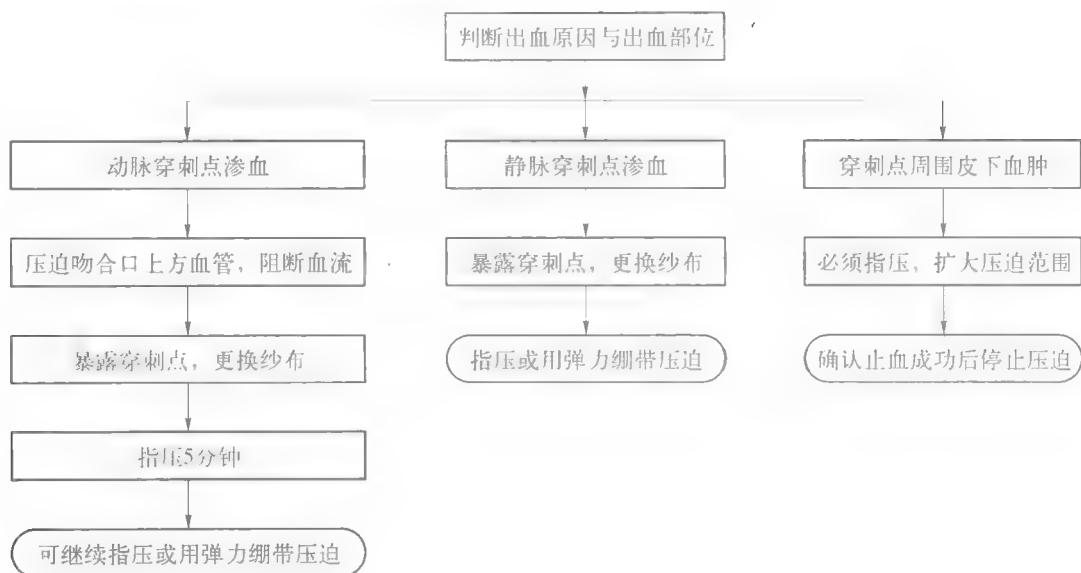 判断出血原因与出血部位
动脉穿刺点渗血
静脉穿刺点渗血
穿刺点周围皮下血肿
压迫吻合口上方血管，阻断血流
暴露穿刺点，更换纱布
必须指压，扩大压迫范围
暴露穿刺点，更换纱布
指压或用弹力绷带压迫
确认止血成功后停止压迫
指压5分钟
可继续指压或用弹力绷带压迫